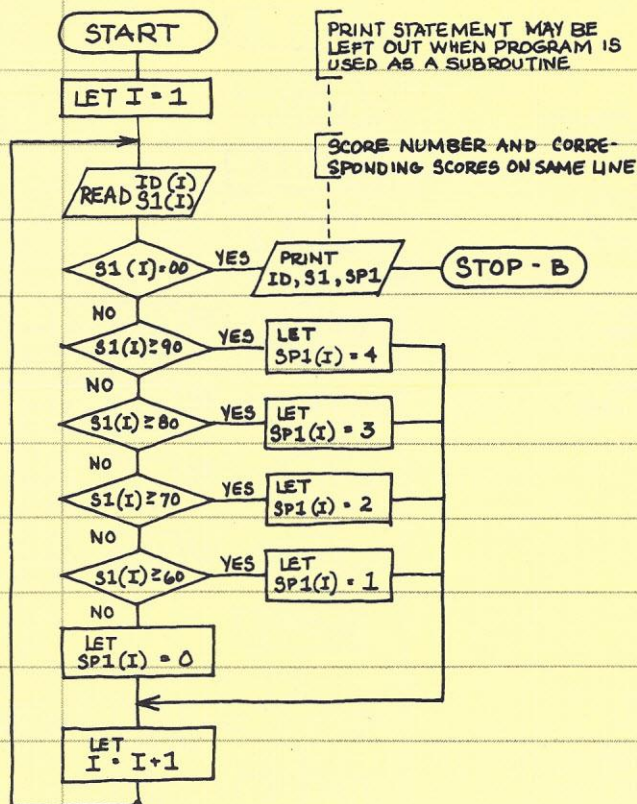 START
PRINT STATEMENT MAY BE
LEFT OUT WHEN PROGRAM IS
USED AS A SUBROUTINE
LET I = 1
SCORE NUMBER AND CORRE-
SPONDING SCORES ON SAME LINE
READ ID(I)
S1(I)
S1(I)=00
YES
PRINT
ID, S1, SP1
STOP - B
NO
S1(I)≥90
YES
LET
SP1(I) = 4
NO
S1(I)≥80
YES
LET
SP1(I) = 3
NO
S1(I)≥70
YES
LET
SP1(I) = 2
NO
S1(I)≥60
YES
LET
SP1(I) = 1
NO
LET
SP1(I) = 0
LET
I = I+1